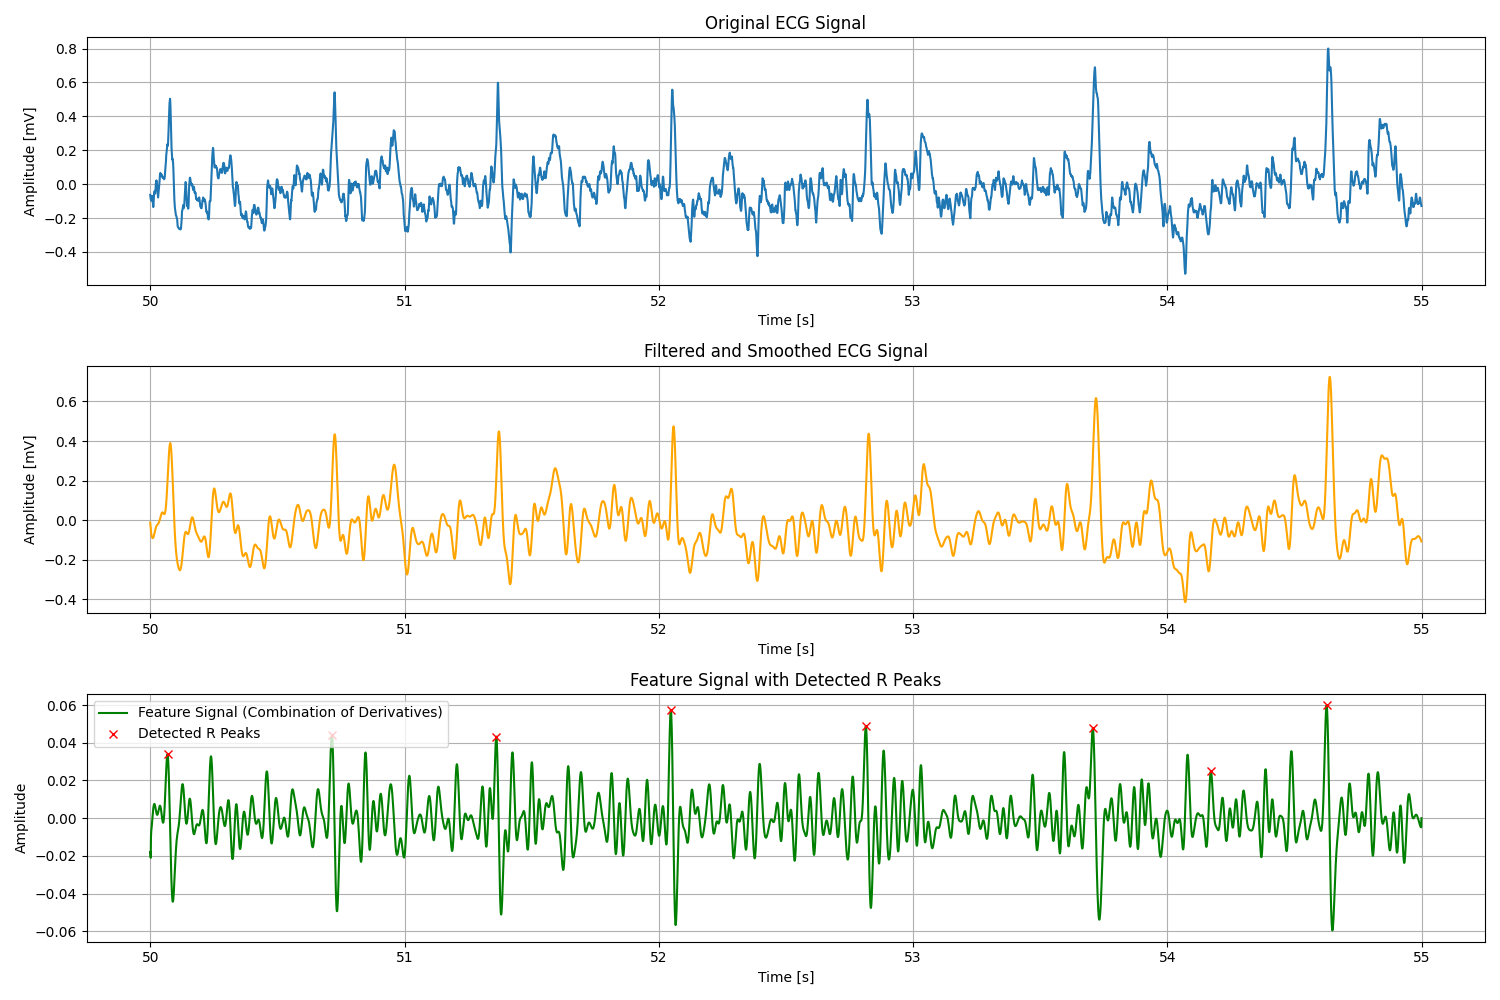 Original ECG Signal
Amplitude [mV]
0.8
0.6
0.4
0.2
0.0
−0.2
−0.4
50 51 52 53 54 55
Time [s]
Filtered and Smoothed ECG Signal
Amplitude [mV]
0.6
0.4
0.2
0.0
−0.2
−0.4
50 51 52 53 54 55
Time [s]
Feature Signal with Detected R Peaks
Amplitude
0.06
0.04
0.02
0.00
−0.02
−0.04
−0.06
Feature Signal (Combination of Derivatives)
Detected R Peaks
50 51 52 53 54 55
Time [s]